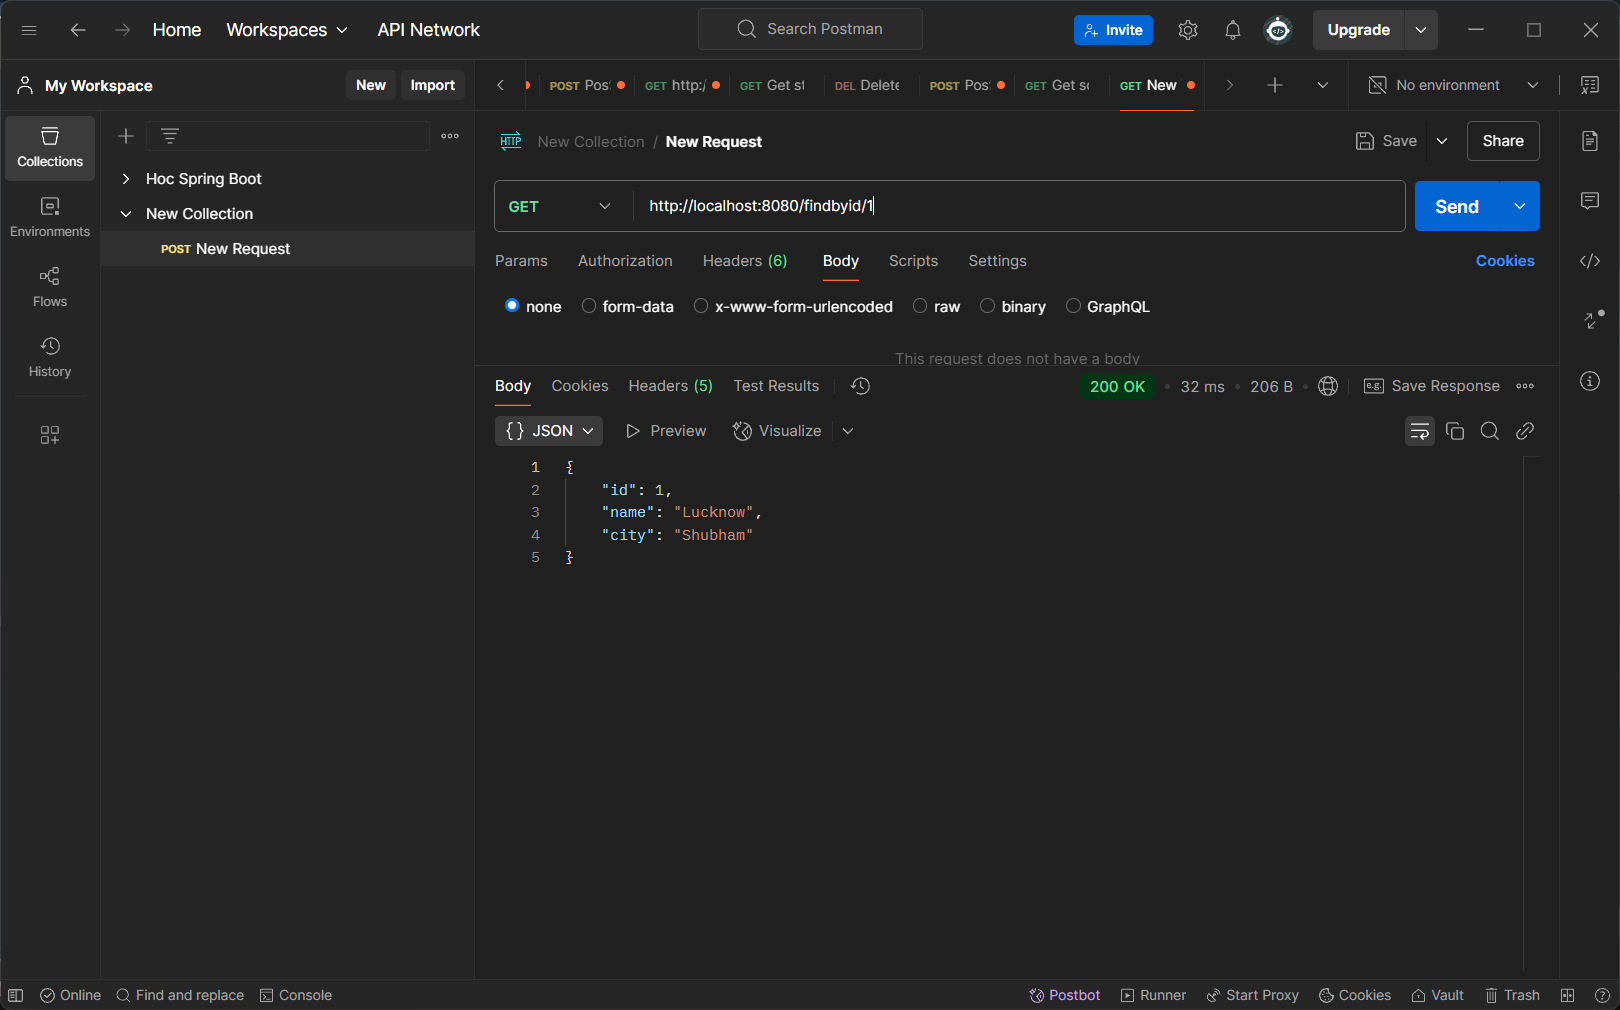 Home Workspaces API Network Search Postman Invite Upgrade
My Workspace New Import POST Pos GET http:/ GET Get st DEL Delete POST Pos GET Get sc GET New No environment
Collections
Environments
Flows
History
Hoc Spring Boot
New Collection
POST New Request
HTTP New Collection / New Request Save Share
GET http://localhost:8080/findbyid/1 Send
Params Authorization Headers (6) Body Scripts Settings Cookies
none form-data x-www-form-urlencoded raw binary GraphQL
This request does not have a body
Body Cookies Headers (5) Test Results 200 OK • 32 ms • 206 B • e.g. Save Response
{} JSON Preview Visualize
1 {
2 "id": 1,
3 "name": "Lucknow",
4 "city": "Shubham"
5 }
Online Find and replace Console Postbot Runner Start Proxy Cookies Vault Trash